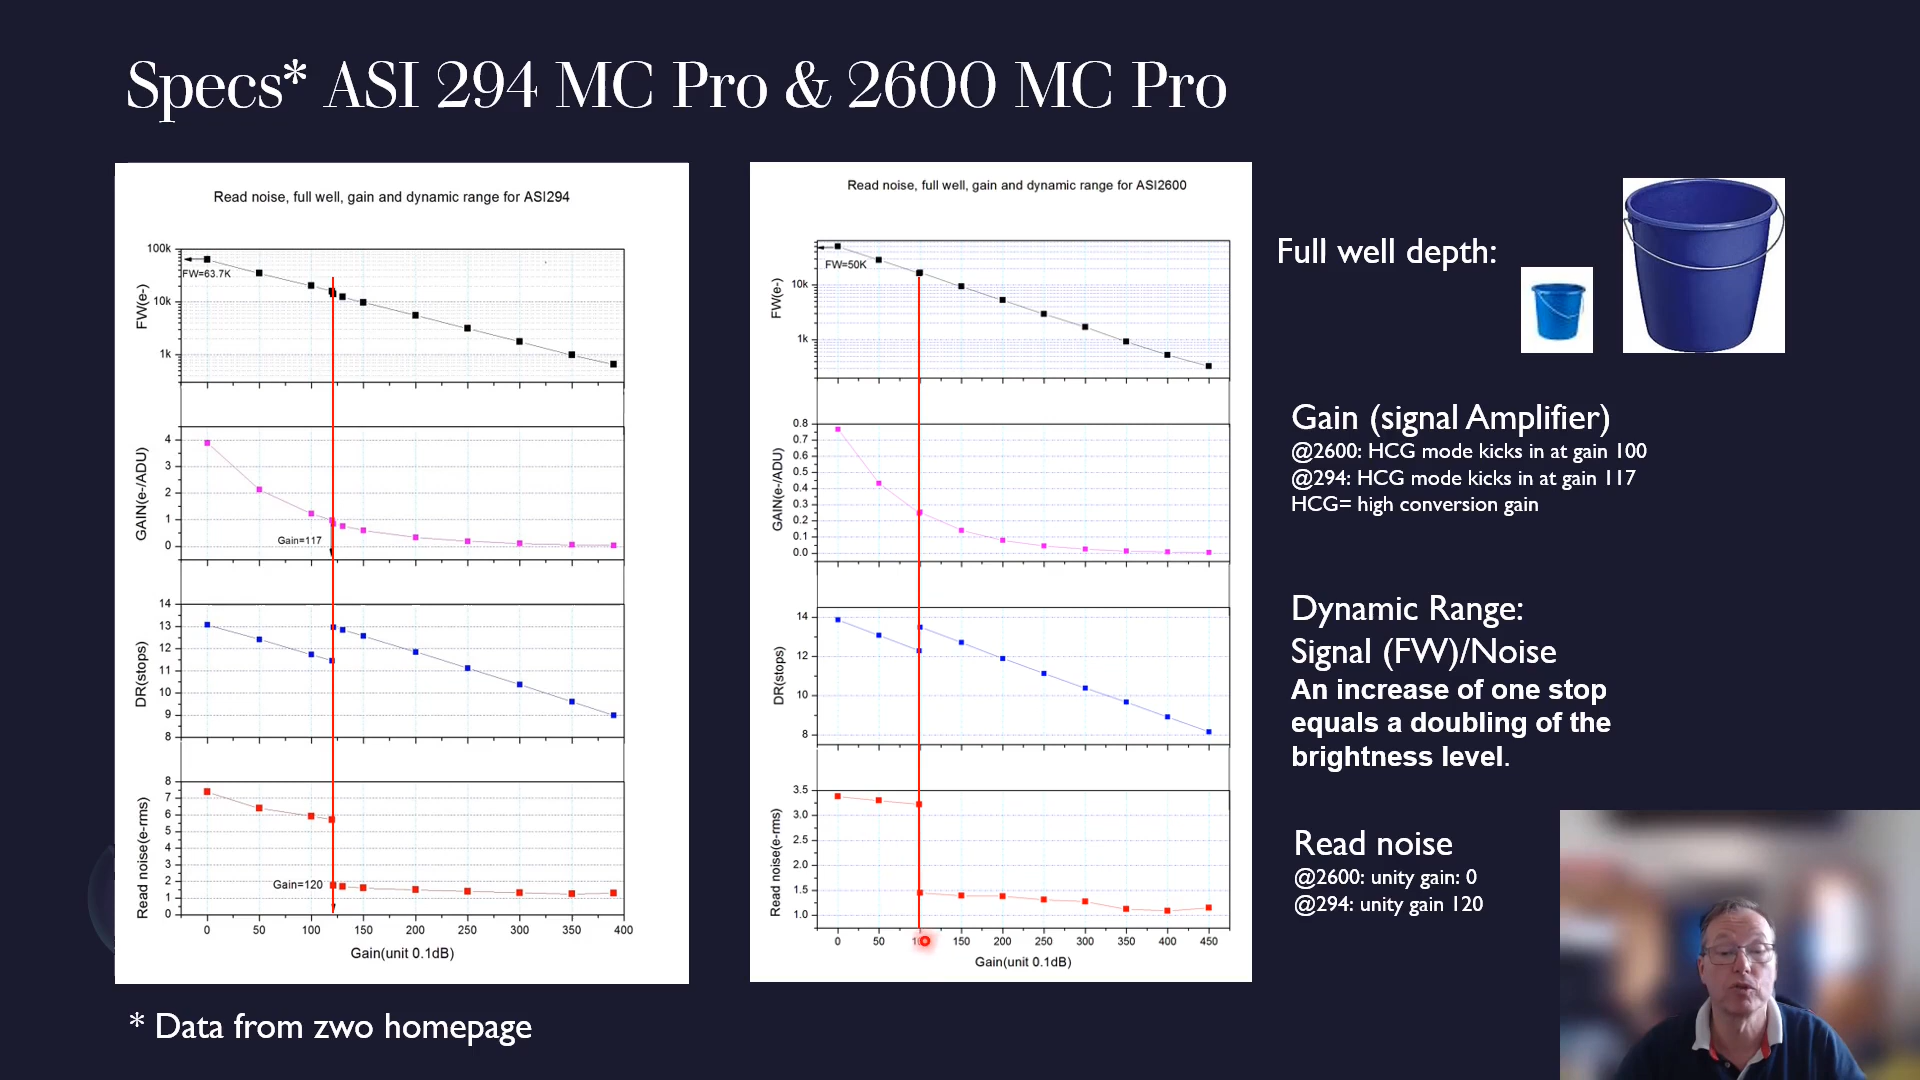 Specs* ASI 294 MC Pro & 2600 MC Pro
Read noise, full well, gain and dynamic range for ASI294
100k
10k
1k
FW(e-)
FW=63.7K
4
3
2
1
0
GAIN(e-/ADU)
Gain=117
14
13
12
11
10
9
8
DR(stops)
8
7
6
5
4
3
2
1
0
Read noise(e-rms)
Gain=120
0 50 100 150 200 250 300 350 400
Gain(unit 0.1dB)
Read noise, full well, gain and dynamic range for ASI2600
10k
1k
FW(e-)
FW=50K
0.8
0.7
0.6
0.5
0.4
0.3
0.2
0.1
0.0
GAIN(e-/ADU)
14
12
10
8
DR(stops)
3.5
3.0
2.5
2.0
1.5
1.0
Read noise(e-rms)
0 50 150 200 250 300 350 400 450
Gain(unit 0.1dB)
Full well depth:
Gain (signal Amplifier)
@2600: HCG mode kicks in at gain 100
@294: HCG mode kicks in at gain 117
HCG= high conversion gain
Dynamic Range:
Signal (FW)/Noise
An increase of one stop
equals a doubling of the
brightness level.
Read noise
@2600: unity gain: 0
@294: unity gain 120
* Data from zwo homepage